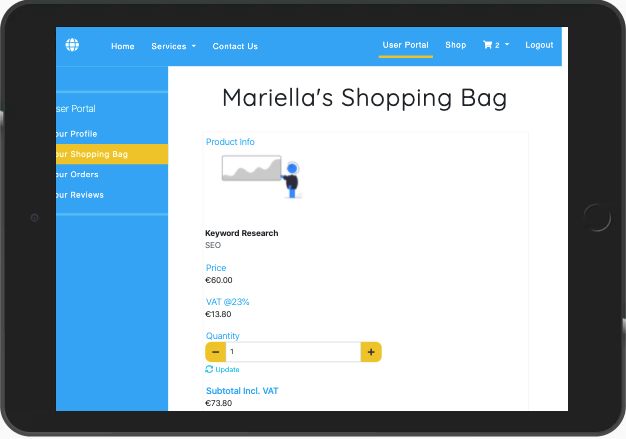 Home Services Contact Us User Portal Shop 2 Logout
Mariella's Shopping Bag
ser Portal
our Profile
our Shopping Bag
our Orders
our Reviews
Product Info
Keyword Research
SEO
Price
€60.00
VAT @23%
€13.80
Quantity
− 1 +
Update
Subtotal Incl. VAT
€73.80